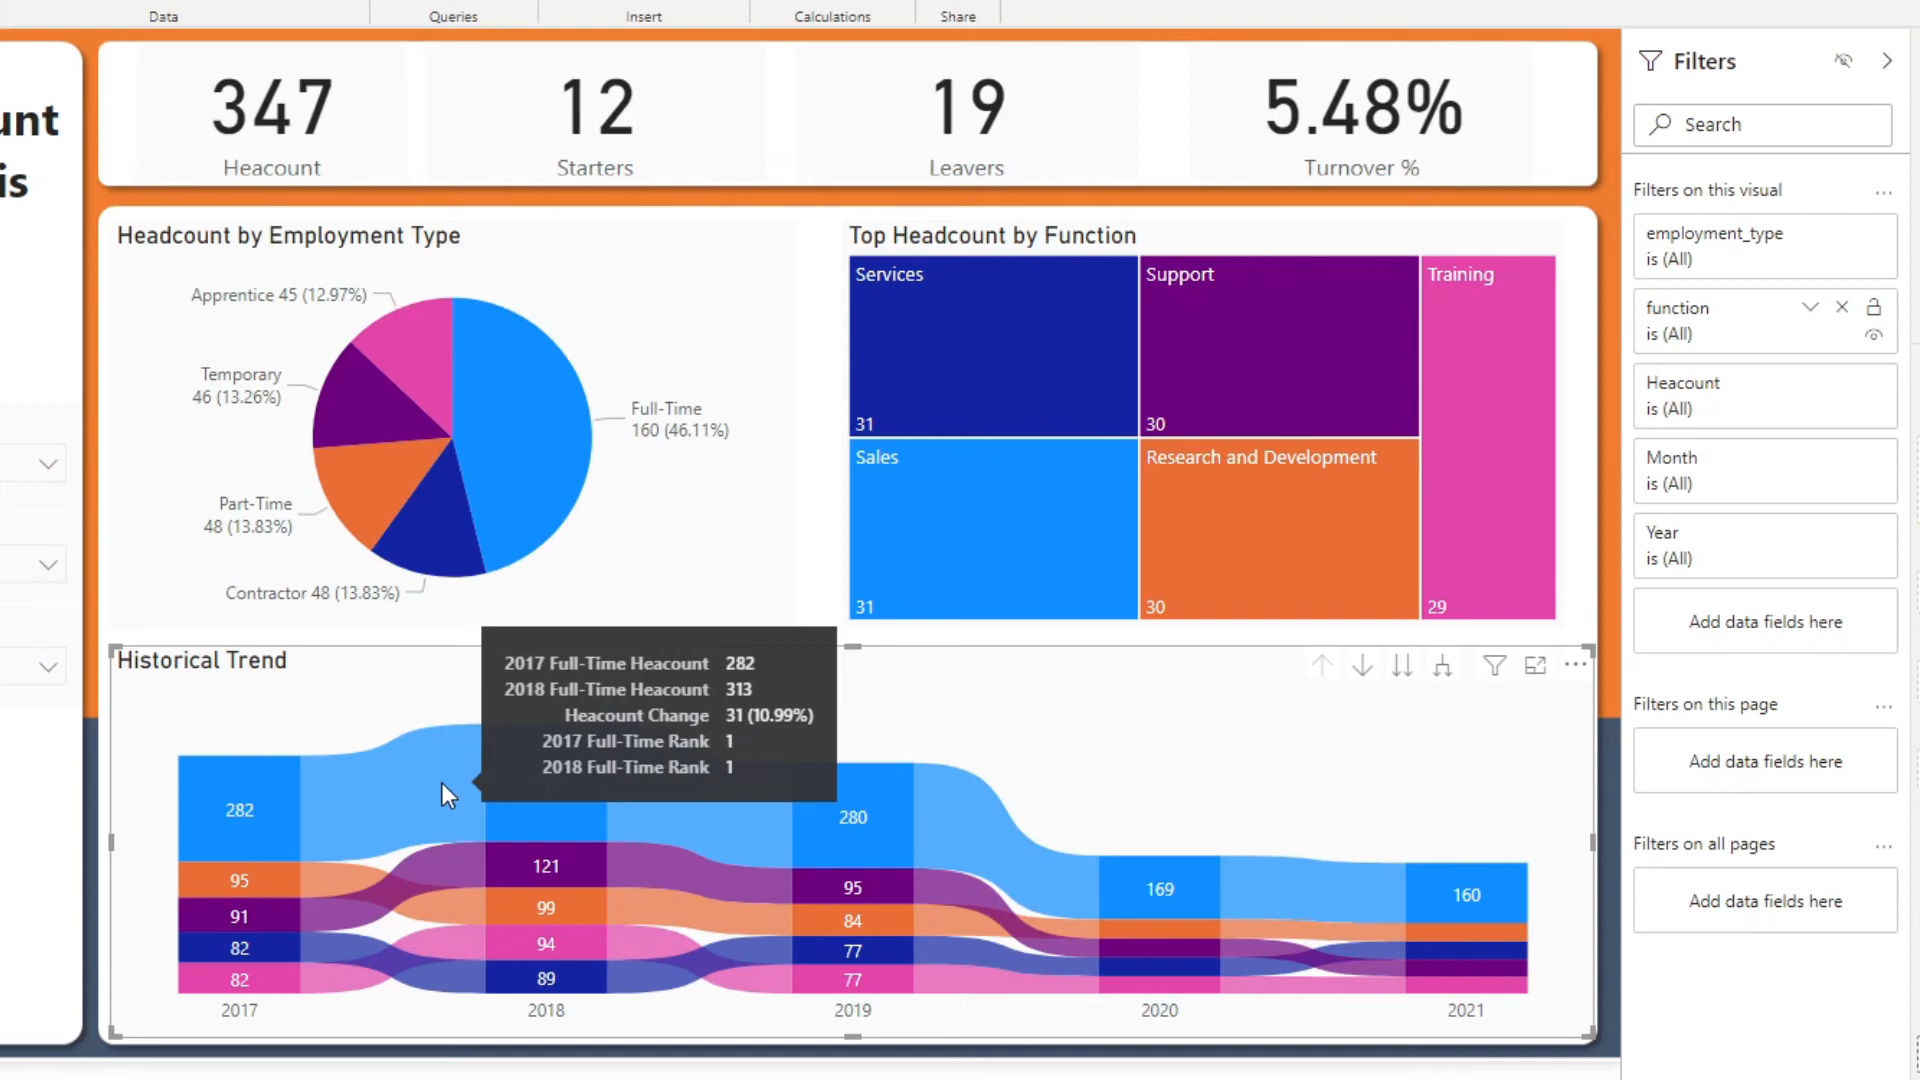 Data
Queries
Insert
Calculations
Share
unt
is
347
Heacount
12
Starters
19
Leavers
5.48%
Turnover %
Headcount by Employment Type
Apprentice 45 (12.97%)
Temporary
46 (13.26%)
Full-Time
160 (46.11%)
Part-Time
48 (13.83%)
Contractor 48 (13.83%)
Top Headcount by Function
Services
31
Support
30
Training
29
Sales
31
Research and Development
30
Historical Trend
2017 Full-Time Heacount 282
2018 Full-Time Heacount 313
Heacount Change 31 (10.99%)
2017 Full-Time Rank 1
2018 Full-Time Rank 1
282
95
91
82
82
121
99
94
89
280
95
84
77
77
169
160
2017
2018
2019
2020
2021
Filters
Search
Filters on this visual
employment_type
is (All)
function
is (All)
Heacount
is (All)
Month
is (All)
Year
is (All)
Add data fields here
Filters on this page
Add data fields here
Filters on all pages
Add data fields here